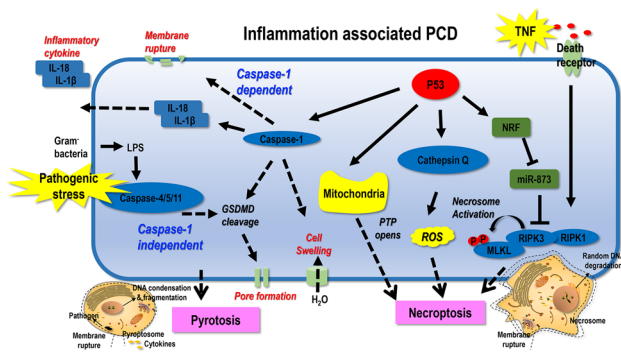 Inflammation associated PCD
TNF
Death
receptor
Membrane
rupture
Inflammatory
cytokine
IL-18
IL-1β
Caspase-1
dependent
P53
IL-18
IL-1β
Caspase-1
NRF
Gram-
bacteria
LPS
Cathepsin Q
miR-873
Pathogenic
stress
Caspase-4/5/11
Mitochondria
Necrosome
Activation
GSDMD
cleavage
PTP
opens
ROS
P
P
MLKL
RIPK3
RIPK1
Caspase-1
independent
Cell
Swelling
Pore formation
H2O
Random DNA
degradation
DNA condensation
& fragmentation
Pathogen
Membrane
rupture
Pyroptosome
Cytokines
Pyrotosis
Necroptosis
Membrane
rupture
Necrosome